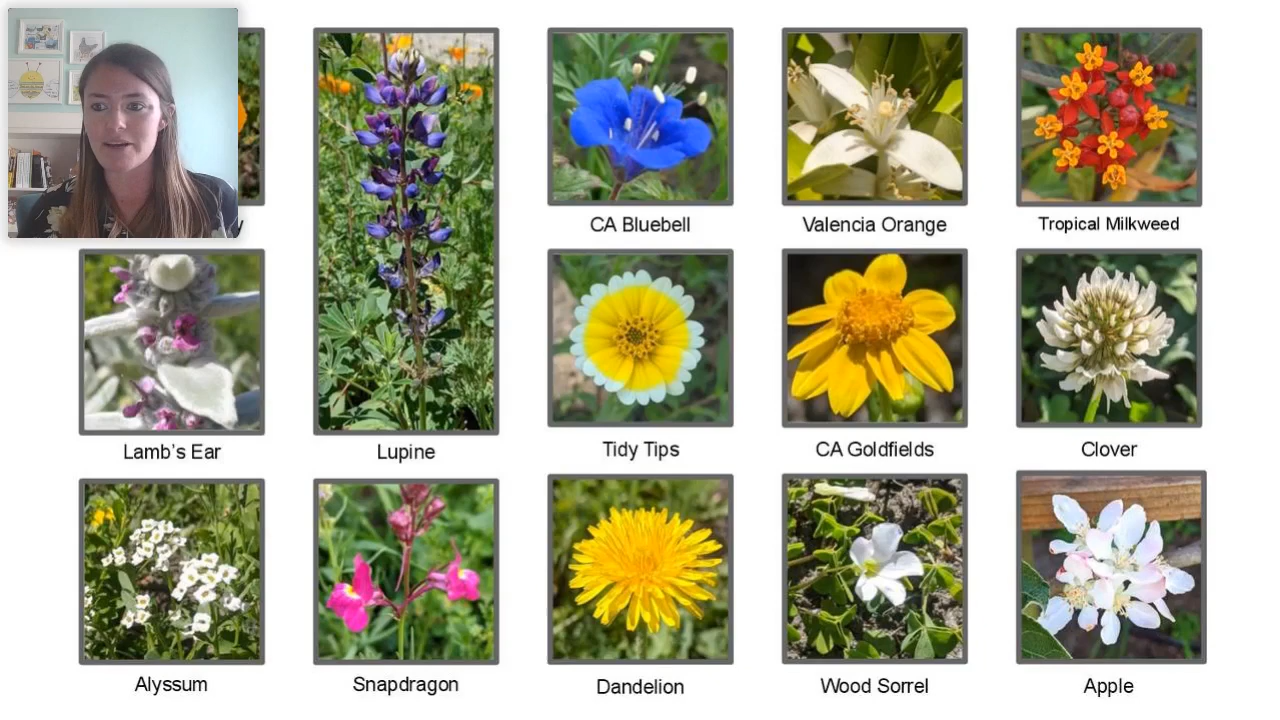 CA Bluebell
Valencia Orange
Tropical Milkweed
Lamb's Ear
Lupine
Tidy Tips
CA Goldfields
Clover
Alyssum
Snapdragon
Dandelion
Wood Sorrel
Apple